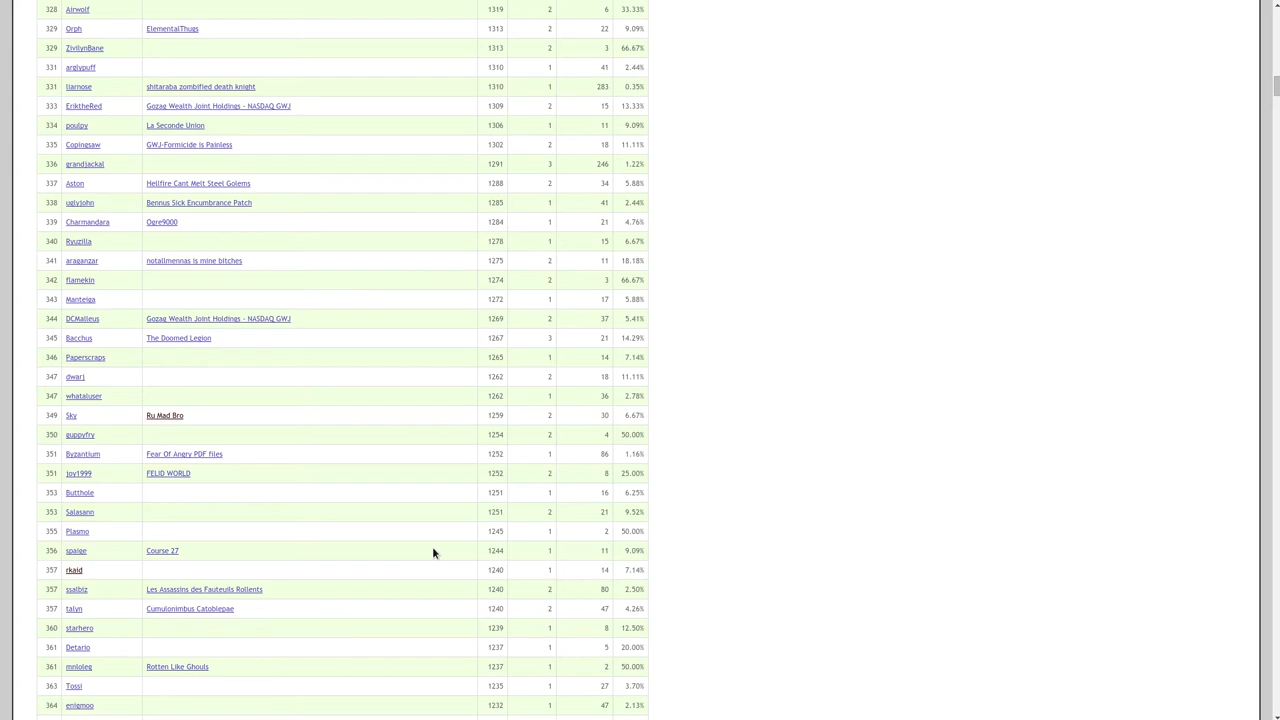 328 Airwolf 1319 2 6 33.33%
329 Orph ElementalThugs 1313 2 22 9.09%
329 ZivilynBane 1313 2 3 66.67%
331 arglypuff 1310 1 41 2.44%
331 liarnose shitaraba zombified death knight 1310 1 283 0.35%
333 EriktheRed Gozag Wealth Joint Holdings - NASDAQ GWJ 1309 2 15 13.33%
334 poulpy La Seconde Union 1306 1 11 9.09%
335 Copingsaw GWJ-Formicide is Painless 1302 2 18 11.11%
336 grandjackal 1291 3 246 1.22%
337 Aston Hellfire Cant Melt Steel Golems 1288 2 34 5.88%
338 uglyjohn Bennus Sick Encumbrance Patch 1285 1 41 2.44%
339 Charmandara Ogre9000 1284 1 21 4.76%
340 Ryuzilla 1278 1 15 6.67%
341 araganzar notallmennas is mine bitches 1275 2 11 18.18%
342 flamekin 1274 2 3 66.67%
343 Manteiga 1272 1 17 5.88%
344 DCMalleus Gozag Wealth Joint Holdings - NASDAQ GWJ 1269 2 37 5.41%
345 Bacchus The Doomed Legion 1267 3 21 14.29%
346 Paperscraps 1265 1 14 7.14%
347 dwarj 1262 2 18 11.11%
347 whataluser 1262 1 36 2.78%
349 Sky Ru Mad Bro 1259 2 30 6.67%
350 guppyfry 1254 2 4 50.00%
351 Byzantium Fear Of Angry PDF files 1252 1 86 1.16%
351 joy1999 FELID WORLD 1252 2 8 25.00%
353 Butthole 1251 1 16 6.25%
353 Salasann 1251 2 21 9.52%
355 Plasmo 1245 1 2 50.00%
356 spaige Course 27 1244 1 11 9.09%
357 rkaid 1240 1 14 7.14%
357 ssalbiz Les Assassins des Fauteuils Rollents 1240 2 80 2.50%
357 talyn Cumulonimbus Catoblepae 1240 2 47 4.26%
360 starhero 1239 1 8 12.50%
361 Detario 1237 1 5 20.00%
361 mnloleg Rotten Like Ghouls 1237 1 2 50.00%
363 Tossi 1235 1 27 3.70%
364 enigmoo 1232 1 47 2.13%